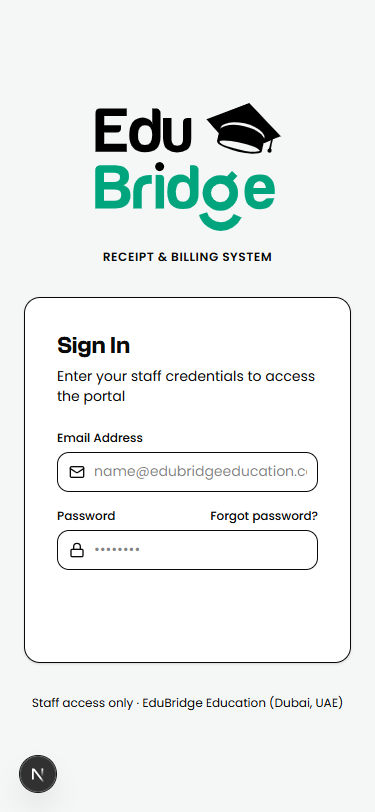 Edu
Bridge
RECEIPT & BILLING SYSTEM
Sign In
Enter your staff credentials to access
the portal
Email Address
name@edubridgeeducation.c
Password Forgot password?
Staff access only · EduBridge Education (Dubai, UAE)
N